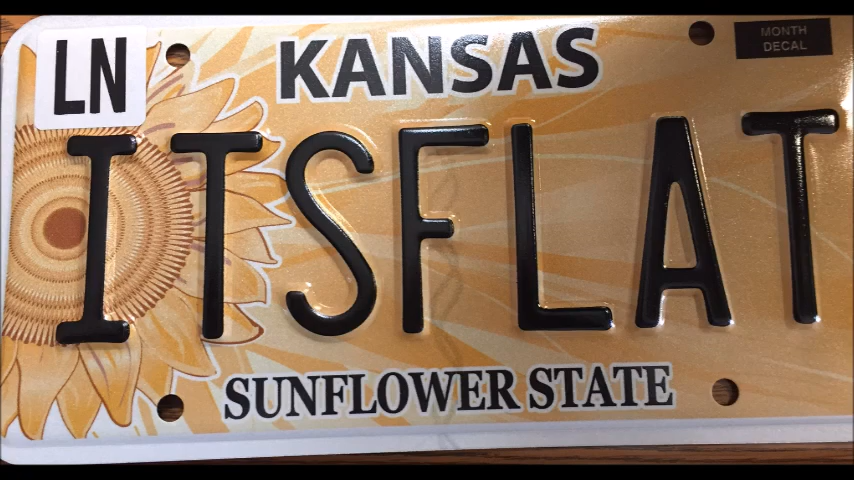 LN
KANSAS
MONTH
DECAL
ITSFLAT
SUNFLOWER STATE